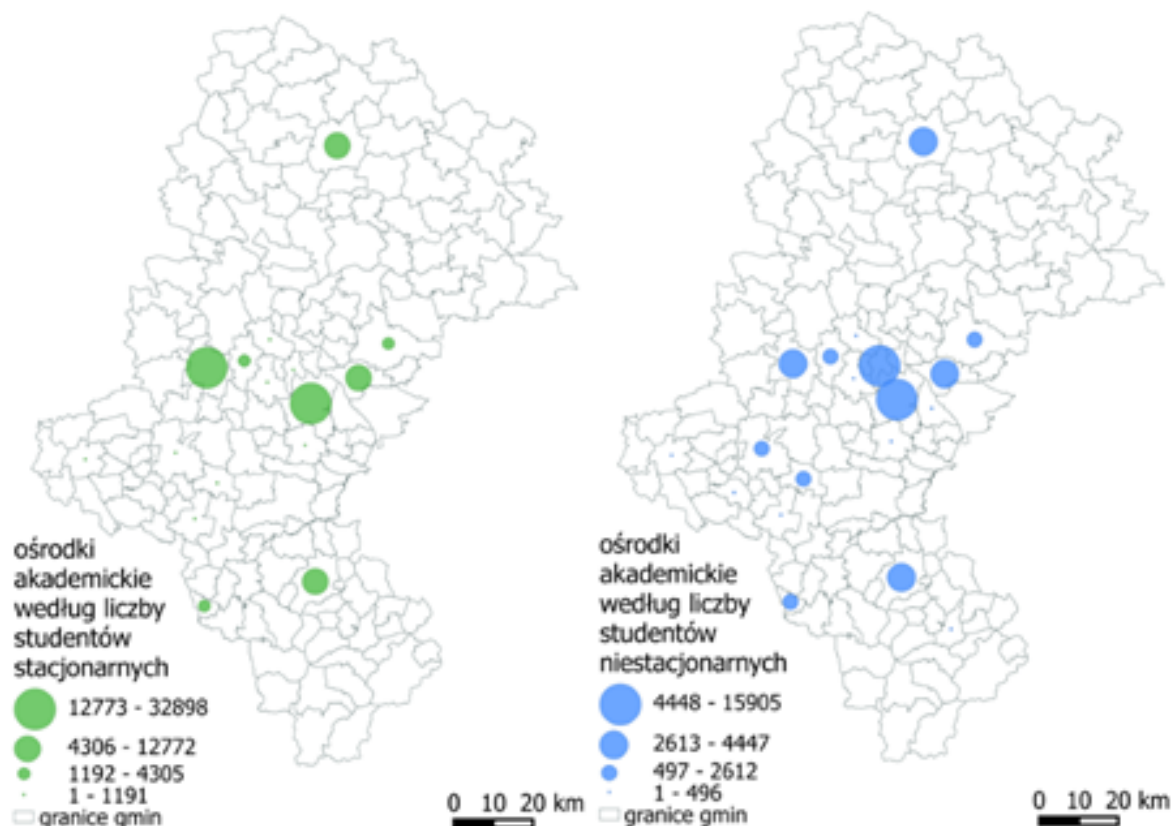 ośrodki
akademickie
według liczby
studentów
stacjonarnych
12773 - 32898
4306 - 12772
1192 - 4305
1 - 1191
granice gmin
0 10 20 km
ośrodki
akademickie
według liczby
studentów
niestacjonarnych
4448 - 15905
2613 - 4447
497 - 2612
1 - 496
granice gmin
0 10 20 km